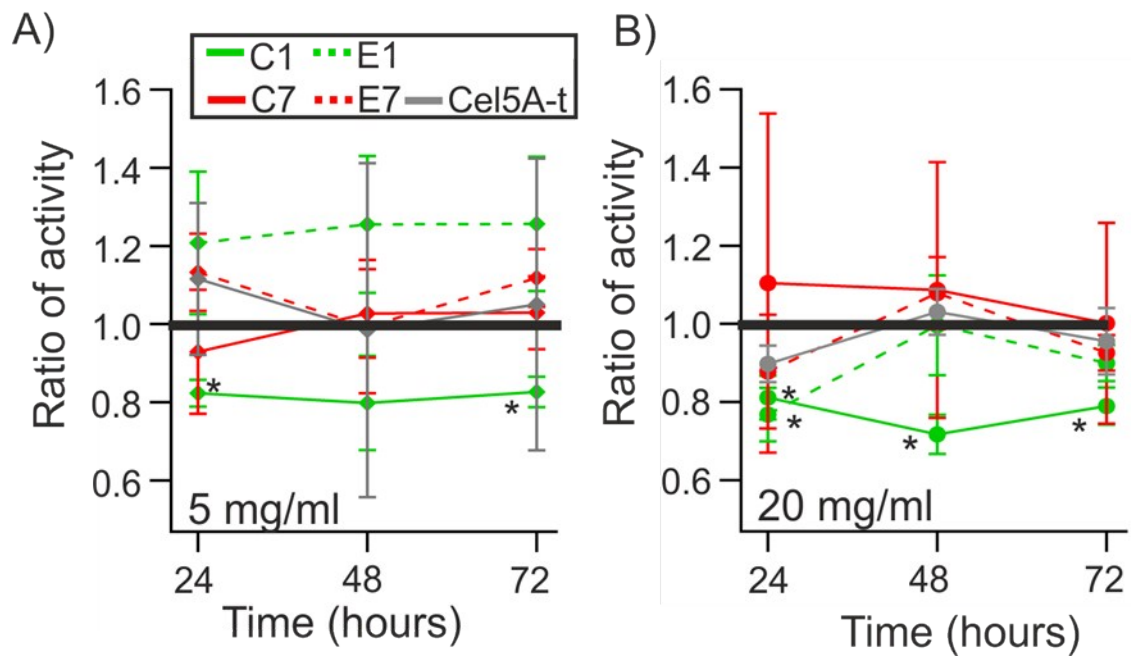 A)
C1 E1
C7 E7 Cel5A-t
1.6
1.4
1.2
1.0
0.8
0.6
Ratio of activity
*
*
5 mg/ml
24 48 72
Time (hours)
B)
1.6
1.4
1.2
1.0
0.8
0.6
Ratio of activity
*
*
*
*
20 mg/ml
24 48 72
Time (hours)